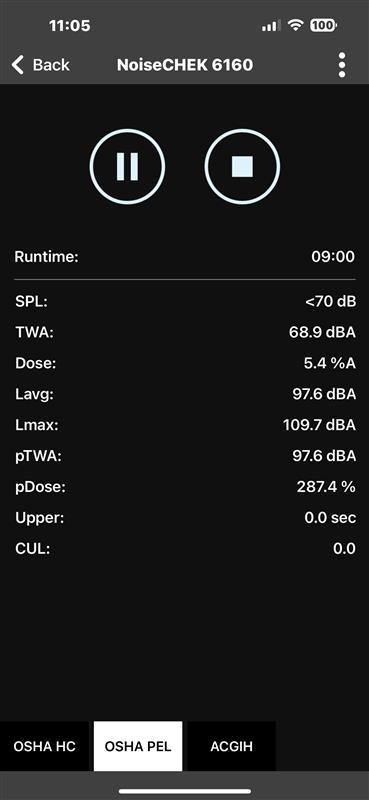 11:05 100
Back NoiseCHEK 6160
Runtime: 09:00
SPL: <70 dB
TWA: 68.9 dBA
Dose: 5.4 %A
Lavg: 97.6 dBA
Lmax: 109.7 dBA
pTWA: 97.6 dBA
pDose: 287.4 %
Upper: 0.0 sec
CUL: 0.0
OSHA HC OSHA PEL ACGIH